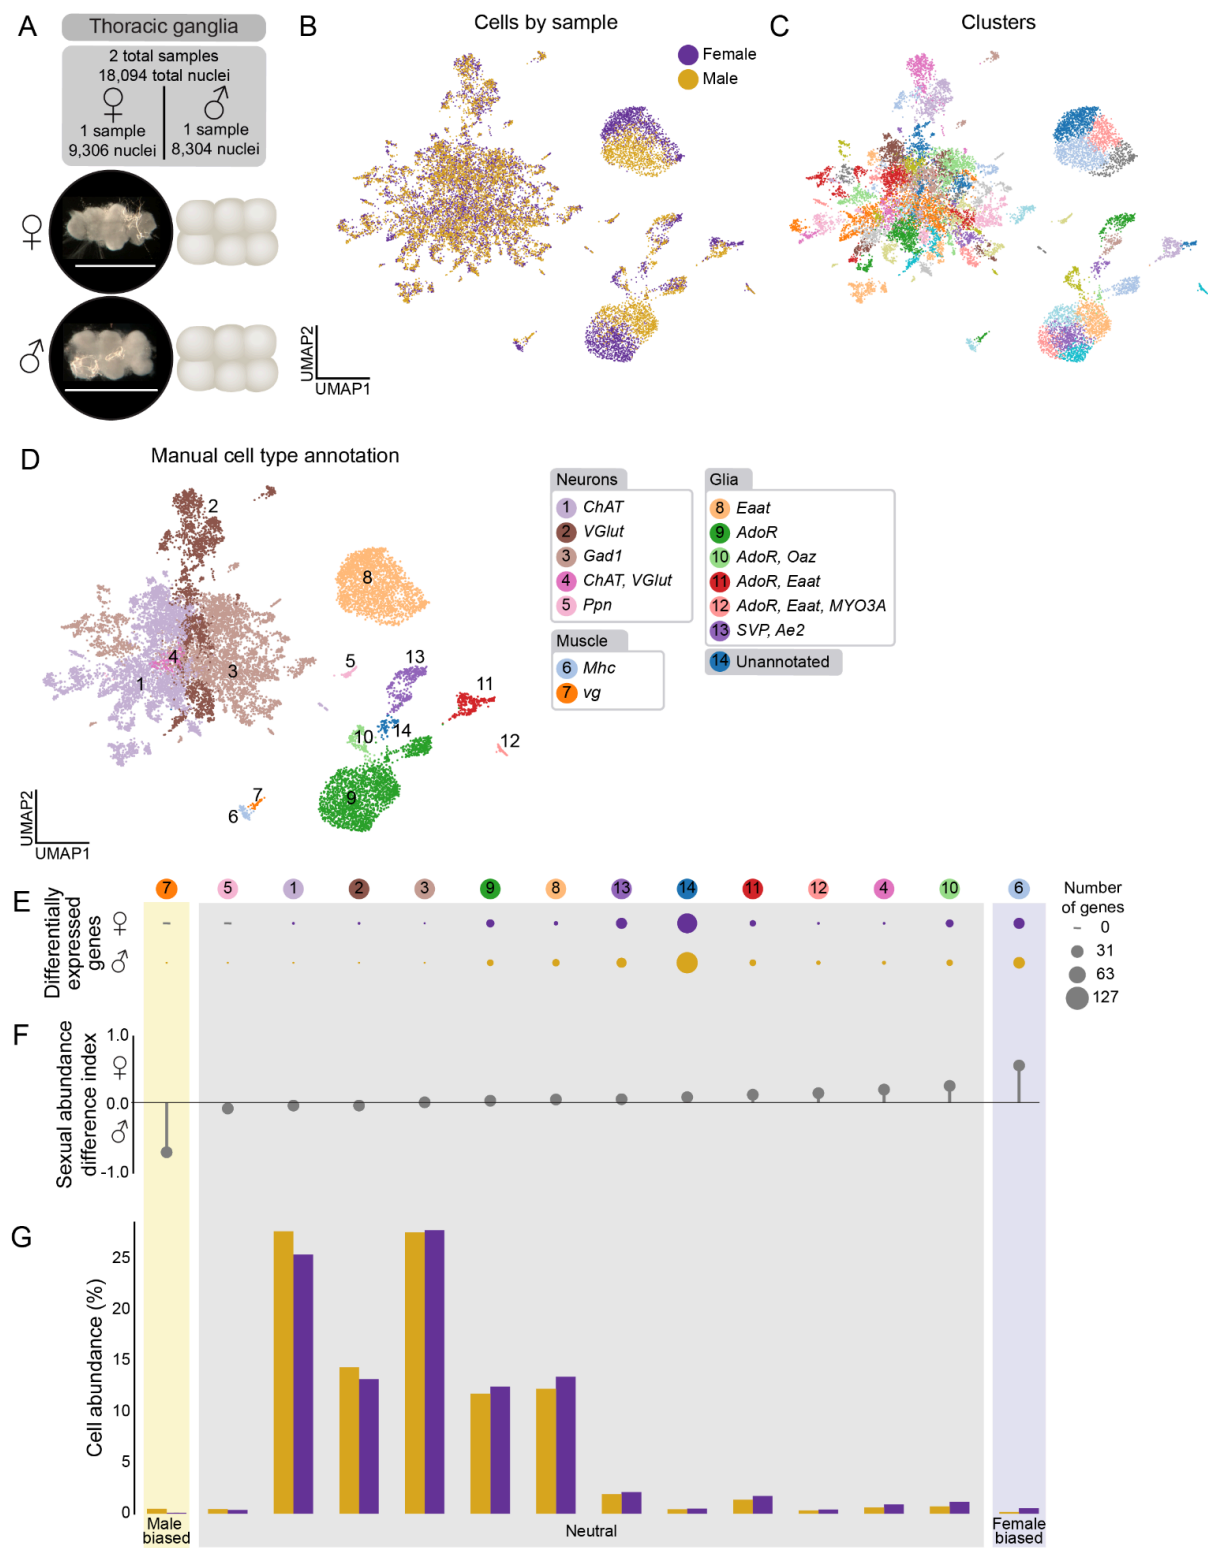 A
Thoracic ganglia
2 total samples
18,094 total nuclei
♀
♂
1 sample
9,306 nuclei
1 sample
8,304 nuclei
♀
♂
B
Cells by sample
Female
Male
UMAP2
UMAP1
C
Clusters
D
Manual cell type annotation
2
8
5
13
4
3
1
11
14
10
12
9
7
6
UMAP2
UMAP1
Neurons
1 ChAT
2 VGlut
3 Gad1
4 ChAT, VGlut
5 Ppn
Muscle
6 Mhc
7 vg
Glia
8 Eaat
9 AdoR
10 AdoR, Oaz
11 AdoR, Eaat
12 AdoR, Eaat, MYO3A
13 SVP, Ae2
14 Unannotated
7 5 1 2 3 9 8 13 14 11 12 4 10 6
E
Differentially
expressed
genes
♀
♂
Number
of genes
0
31
63
127
F
Sexual abundance
difference index
1.0
♀
0.0
♂
-1.0
G
Cell abundance (%)
25
20
15
10
5
0
Male
biased
Neutral
Female
biased